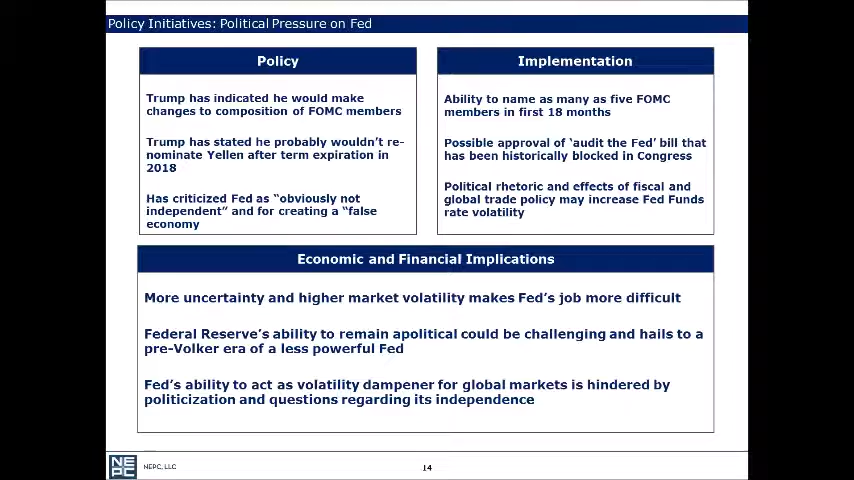 Policy Initiatives: Political Pressure on Fed
Policy
Trump has indicated he would make
changes to composition of FOMC members
Trump has stated he probably wouldn't re-
nominate Yellen after term expiration in
2018
Has criticized Fed as "obviously not
independent" and for creating a "false
economy
Implementation
Ability to name as many as five FOMC
members in first 18 months
Possible approval of 'audit the Fed' bill that
has been historically blocked in Congress
Political rhetoric and effects of fiscal and
global trade policy may increase Fed Funds
rate volatility
Economic and Financial Implications
More uncertainty and higher market volatility makes Fed's job more difficult
Federal Reserve's ability to remain apolitical could be challenging and hails to a
pre-Volker era of a less powerful Fed
Fed's ability to act as volatility dampener for global markets is hindered by
politicization and questions regarding its independence
NE
PC
NEPC, LLC
14